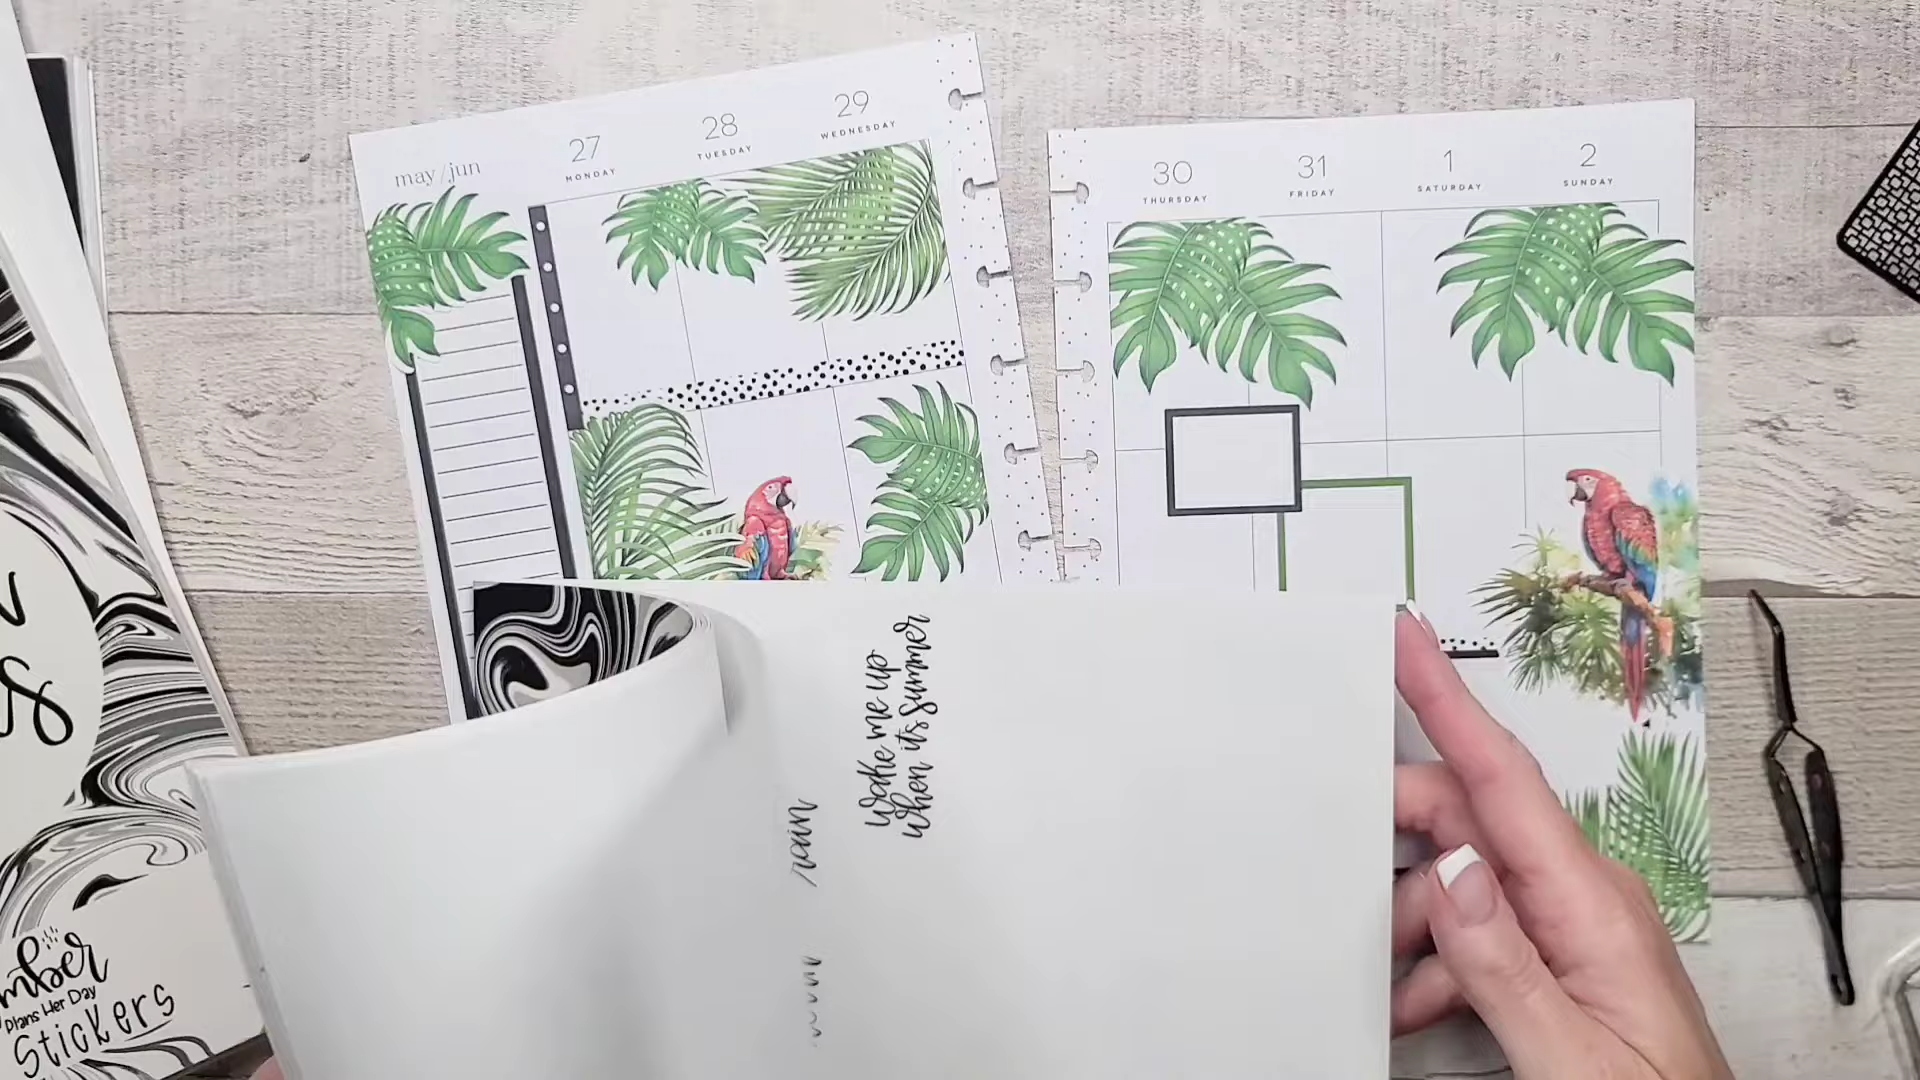 may/jun
27
MONDAY
28
TUESDAY
29
WEDNESDAY
30
THURSDAY
31
FRIDAY
1
SATURDAY
2
SUNDAY
Wake me up
when it's Summer
rain
Plans Her Day
Stickers